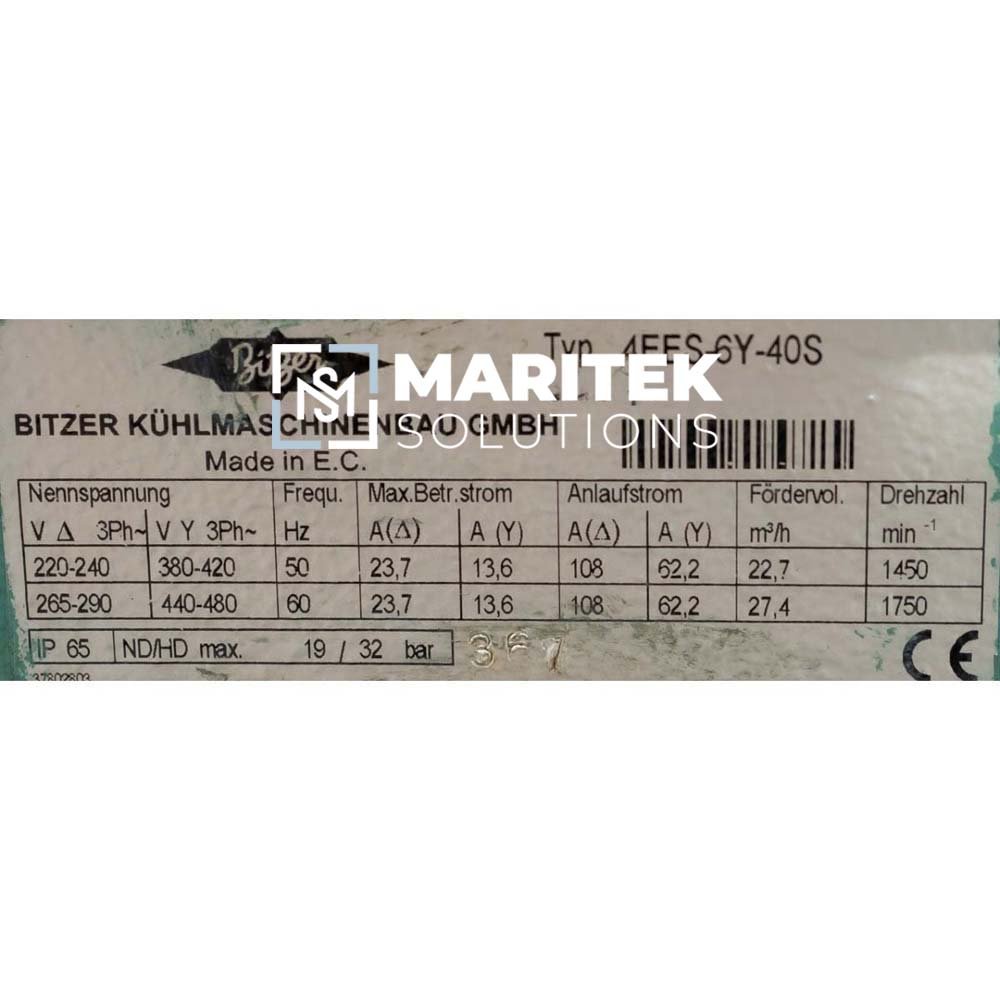 Bitzer
Typ 4EES-6Y-40S
MS MARITEK
SOLUTIONS
BITZER KÜHLMASCHINENBAU GMBH
Made in E.C.
Nennspannung Frequ. Max.Betr.strom Anlaufstrom Fördervol. Drehzahl
V Δ 3Ph~ V Y 3Ph~ Hz A(Δ) A (Y) A(Δ) A (Y) m³/h min -1
220-240 380-420 50 23,7 13,6 108 62,2 22,7 1450
265-290 440-480 60 23,7 13,6 108 62,2 27,4 1750
IP 65 ND/HD max. 19 / 32 bar
37802803
CE